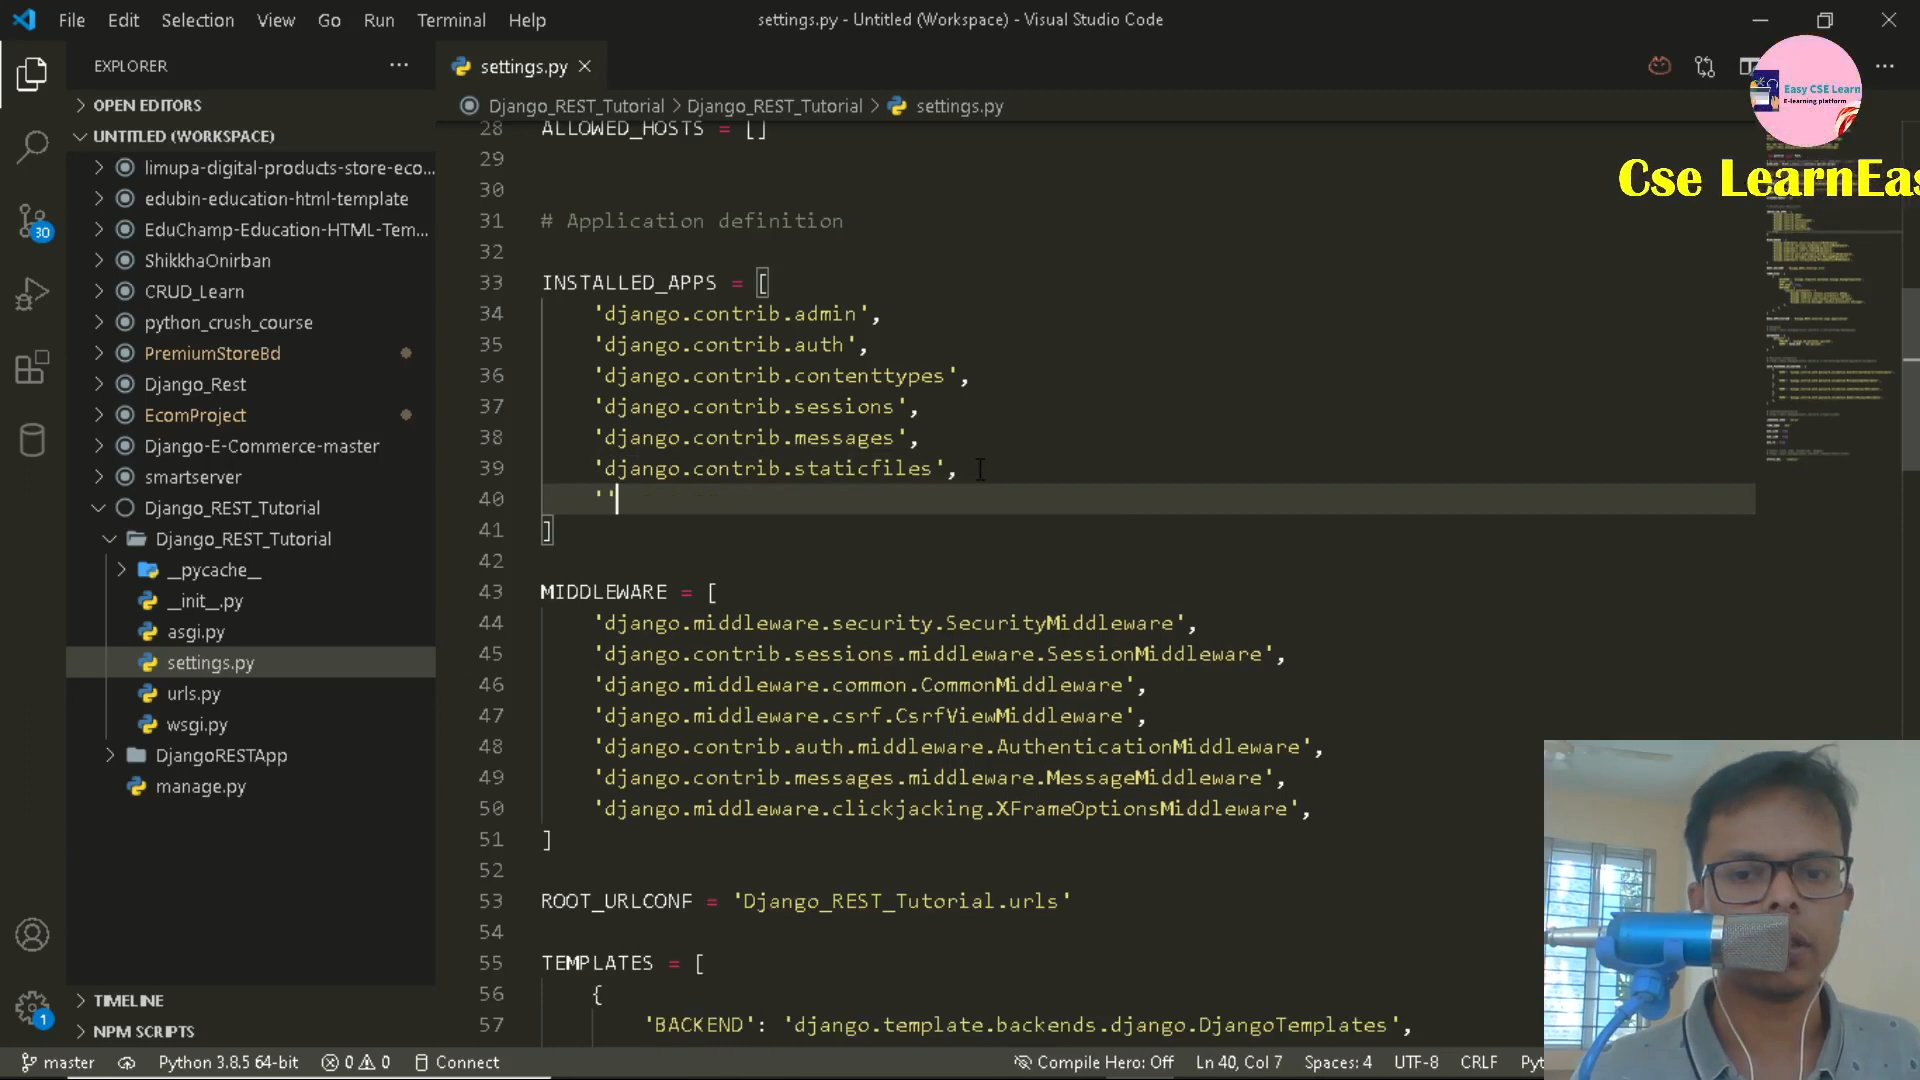 File Edit Selection View Go Run Terminal Help
settings.py - Untitled (Workspace) - Visual Studio Code
EXPLORER
settings.py
OPEN EDITORS
UNTITLED (WORKSPACE)
limupa-digital-products-store-eco...
edubin-education-html-template
EduChamp-Education-HTML-Tem...
ShikkhaOnirban
CRUD_Learn
python_crush_course
PremiumStoreBd
Django_Rest
EcomProject
Django-E-Commerce-master
smartserver
Django_REST_Tutorial
Django_REST_Tutorial
__pycache__
__init__.py
asgi.py
settings.py
urls.py
wsgi.py
DjangoRESTApp
manage.py
TIMELINE
NPM SCRIPTS
30
1
Django_REST_Tutorial > Django_REST_Tutorial > settings.py
28 ALLOWED_HOSTS = []
29
30
31 # Application definition
32
33 INSTALLED_APPS = [
34 'django.contrib.admin',
35 'django.contrib.auth',
36 'django.contrib.contenttypes',
37 'django.contrib.sessions',
38 'django.contrib.messages',
39 'django.contrib.staticfiles',
40 ''
41 ]
42
43 MIDDLEWARE = [
44 'django.middleware.security.SecurityMiddleware',
45 'django.contrib.sessions.middleware.SessionMiddleware',
46 'django.middleware.common.CommonMiddleware',
47 'django.middleware.csrf.CsrfViewMiddleware',
48 'django.contrib.auth.middleware.AuthenticationMiddleware',
49 'django.contrib.messages.middleware.MessageMiddleware',
50 'django.middleware.clickjacking.XFrameOptionsMiddleware',
51 ]
52
53 ROOT_URLCONF = 'Django_REST_Tutorial.urls'
54
55 TEMPLATES = [
56 {
57 'BACKEND': 'django.template.backends.django.DjangoTemplates',
Easy CSE Learn
E-learning platform
Cse LearnEas
master Python 3.8.5 64-bit 0 0 Connect Compile Hero: Off Ln 40, Col 7 Spaces: 4 UTF-8 CRLF Pyt